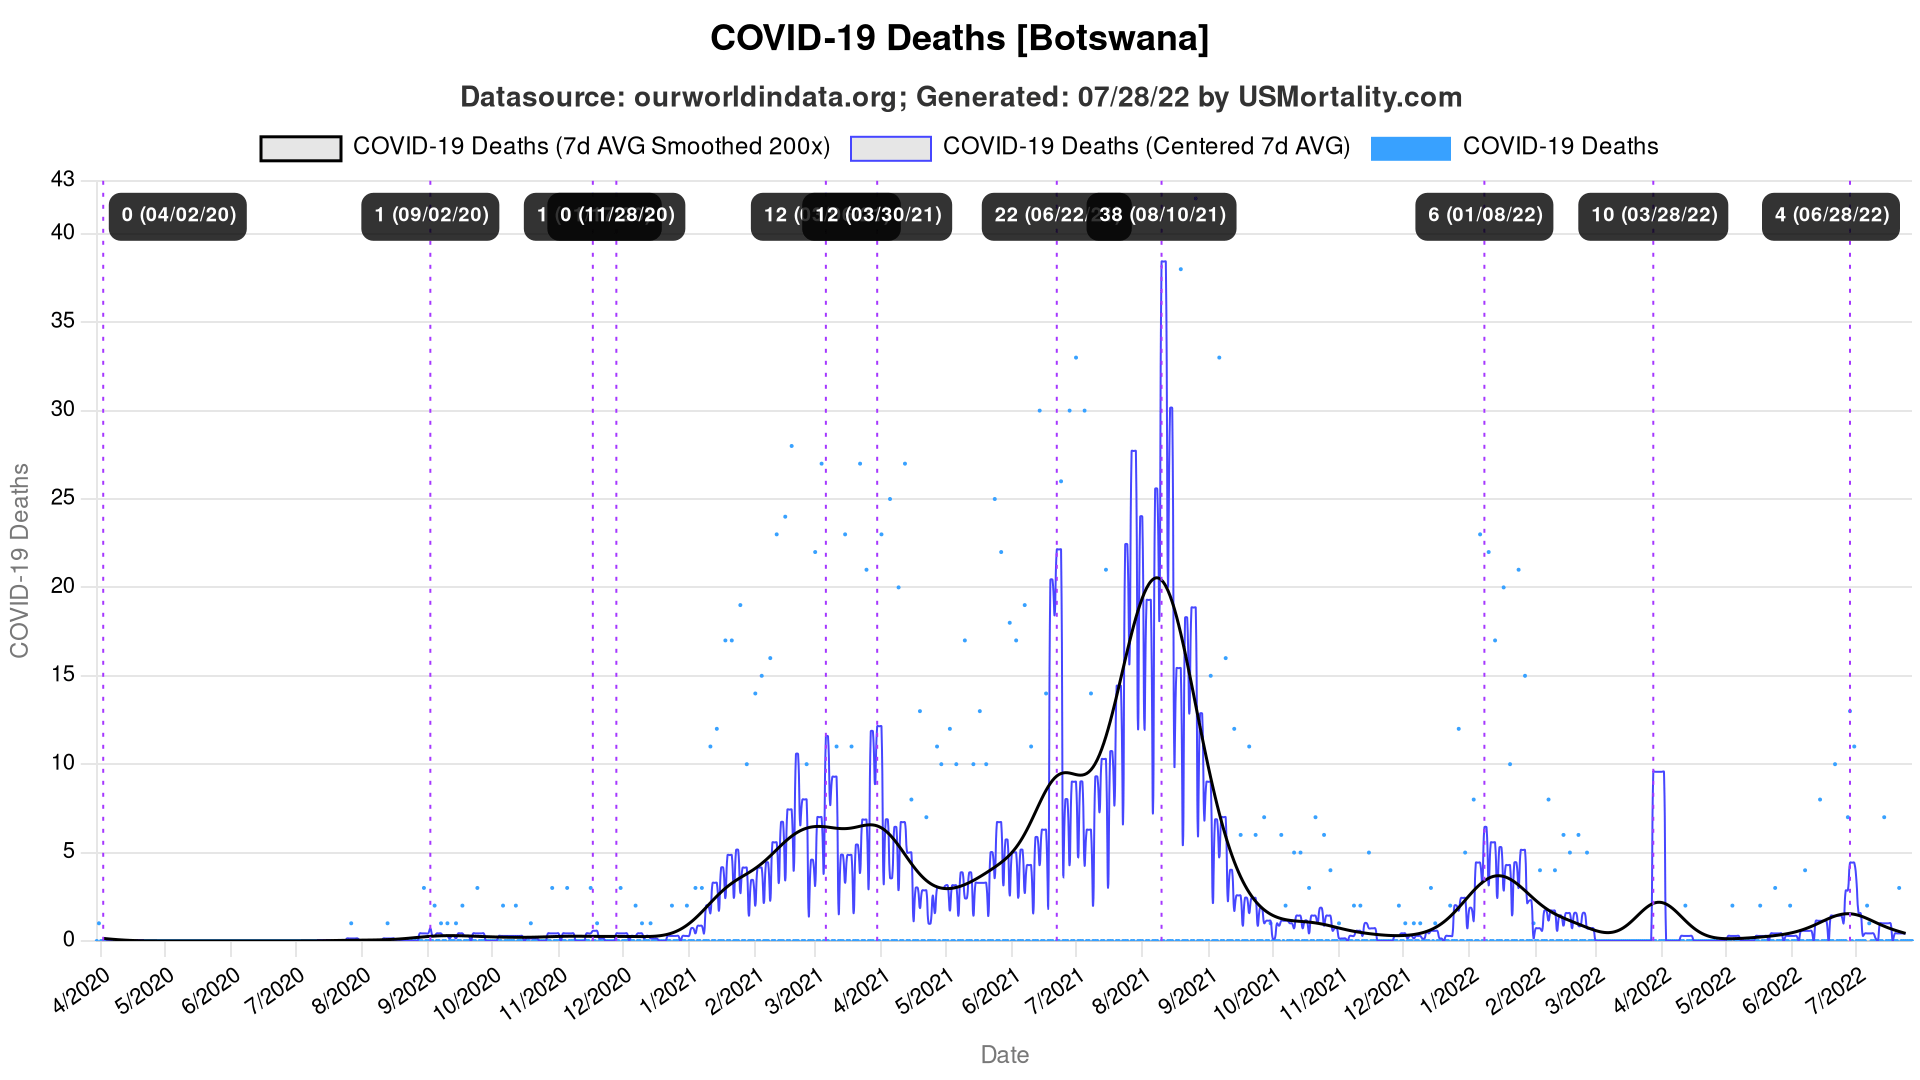 COVID-19 Deaths [Botswana]
Datasource: ourworldindata.org; Generated: 07/28/22 by USMortality.com
COVID-19 Deaths (7d AVG Smoothed 200x) COVID-19 Deaths (Centered 7d AVG) COVID-19 Deaths
43
0 (04/02/20) 1 (09/02/20) 1 0 (11/28/20) 12 12 (03/30/21) 22 (06/22/ 38 (08/10/21) 6 (01/08/22) 10 (03/28/22) 4 (06/28/22)
40
35
30
25
20
15
10
5
0
COVID-19 Deaths
4/2020 5/2020 6/2020 7/2020 8/2020 9/2020 10/2020 11/2020 12/2020 1/2021 2/2021 3/2021 4/2021 5/2021 6/2021 7/2021 8/2021 9/2021 10/2021 11/2021 12/2021 1/2022 2/2022 3/2022 4/2022 5/2022 6/2022 7/2022
Date